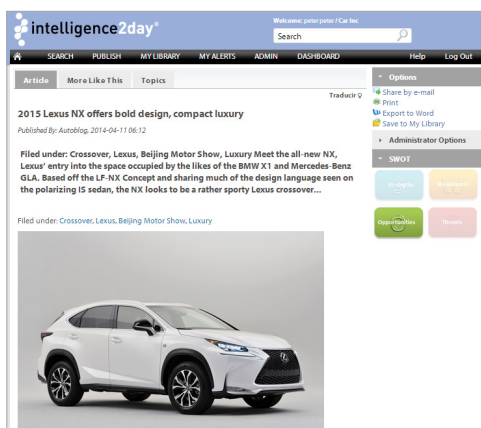 intelligence2day®
Welcome: peter peter / Car Inc
Search
SEARCH PUBLISH MY LIBRARY MY ALERTS ADMIN DASHBOARD Help Log Out
Article More Like This Topics
Traducir
2015 Lexus NX offers bold design, compact luxury
Published By: Autoblog, 2014-04-11 06:12
Filed under: Crossover, Lexus, Beijing Motor Show, Luxury Meet the all-new NX,
Lexus' entry into the space occupied by the likes of the BMW X1 and Mercedes-Benz
GLA. Based off the LF-NX Concept and sharing much of the design language seen on
the polarizing IS sedan, the NX looks to be a rather sporty Lexus crossover...
Filed under: Crossover, Lexus, Beijing Motor Show, Luxury
Options
Share by e-mail
Print
Export to Word
Save to My Library
Administrator Options
SWOT
Strengths Weaknesses
Opportunities Threats